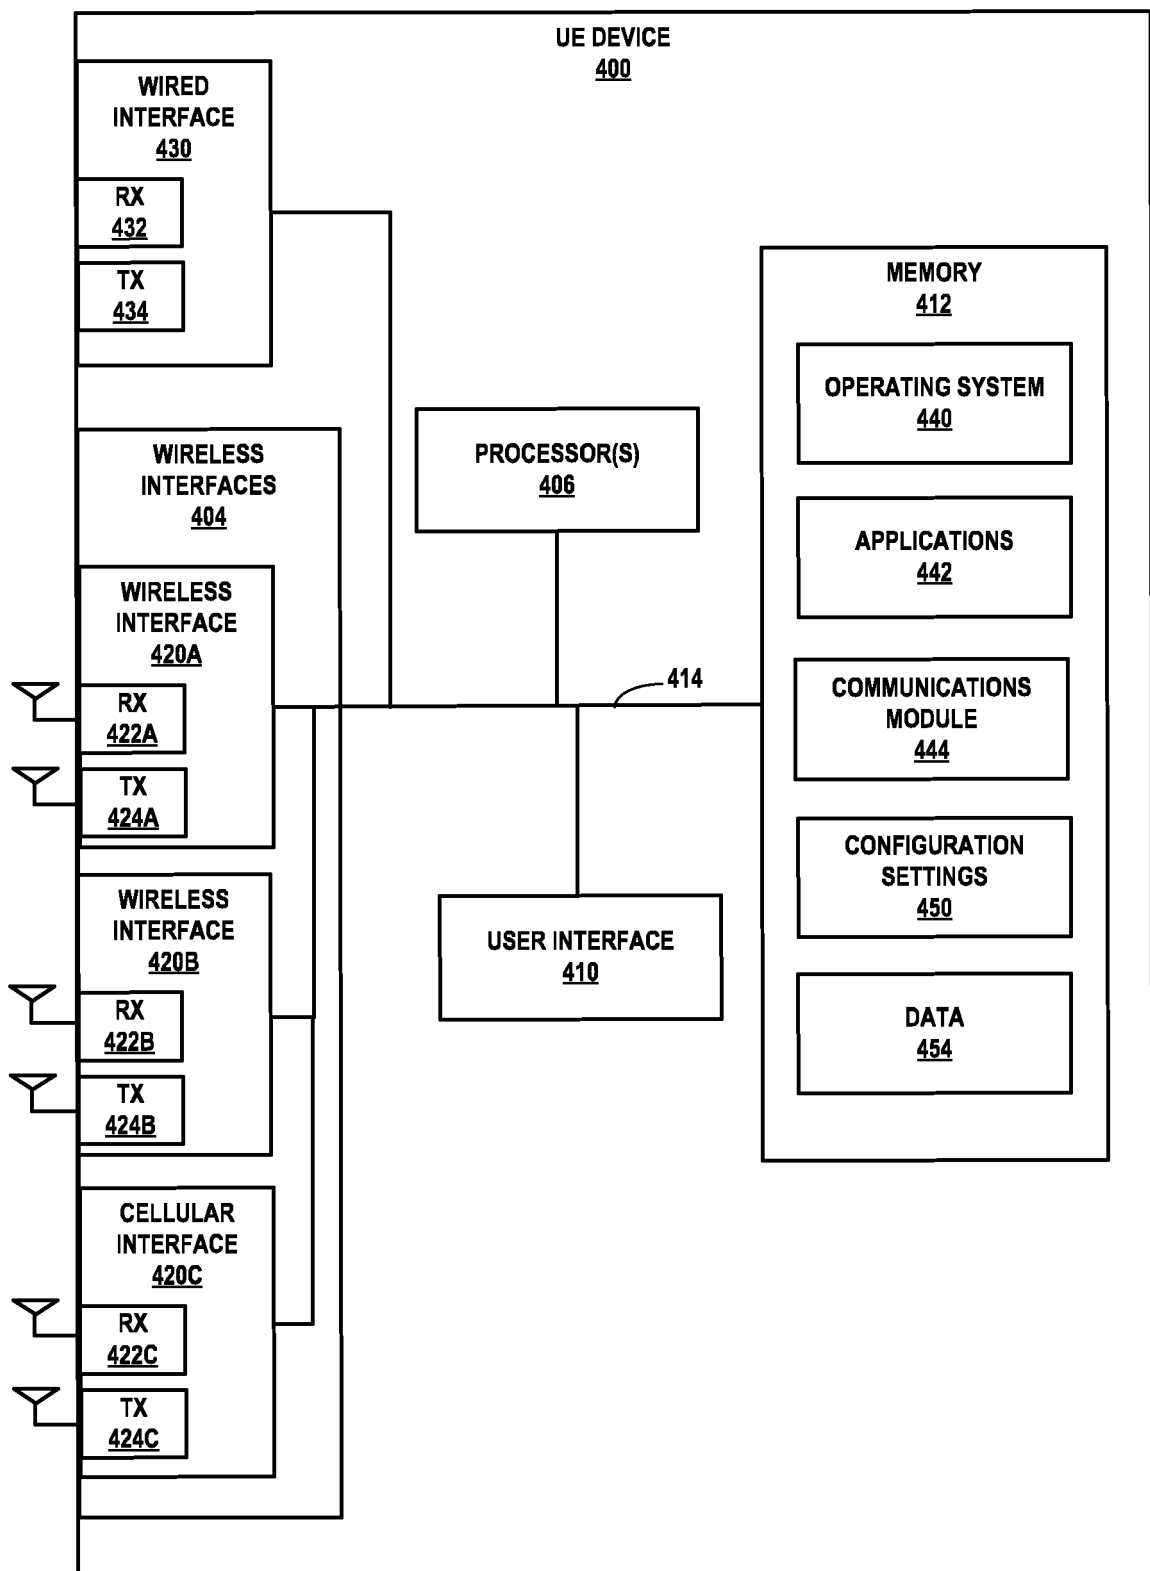 UE DEVICE
400
WIRED
INTERFACE
430
RX
432
TX
434
WIRELESS
INTERFACES
404
WIRELESS
INTERFACE
420A
RX
422A
TX
424A
WIRELESS
INTERFACE
420B
RX
422B
TX
424B
CELLULAR
INTERFACE
420C
RX
422C
TX
424C
PROCESSOR(S)
406
414
USER INTERFACE
410
MEMORY
412
OPERATING SYSTEM
440
APPLICATIONS
442
COMMUNICATIONS
MODULE
444
CONFIGURATION
SETTINGS
450
DATA
454